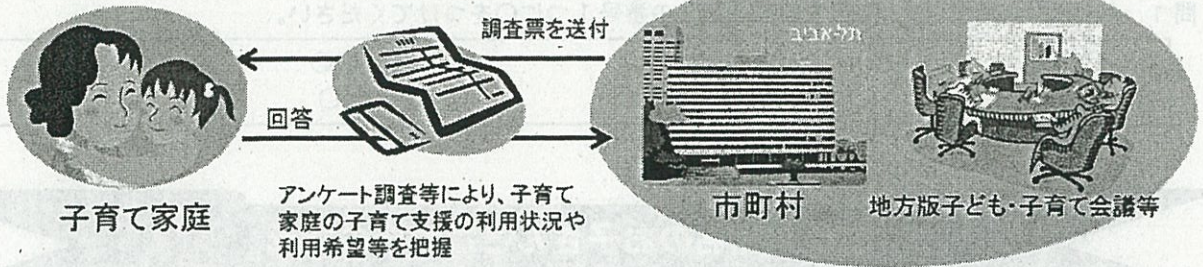 調査票を送付
תל-אביב
回答
子育て家庭
アンケート調査等により、子育て
家庭の子育て支援の利用状況や
利用希望等を把握
市町村
地方版子ども・子育て会議等